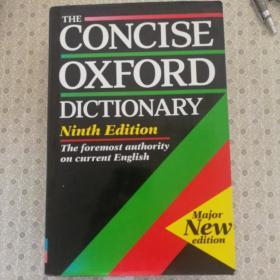 THE
CONCISE
OXFORD
DICTIONARY
Ninth Edition
The foremost authority
on current English
Major
New
edition